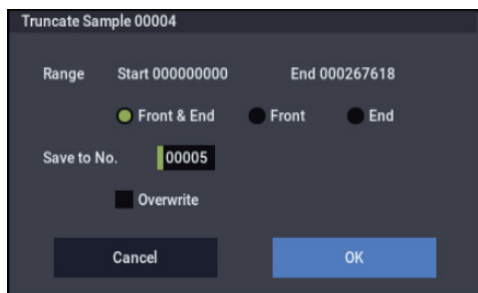 Truncate Sample 00004
Range Start 000000000 End 000267618
Front & End Front End
Save to No. 00005
Overwrite
Cancel OK